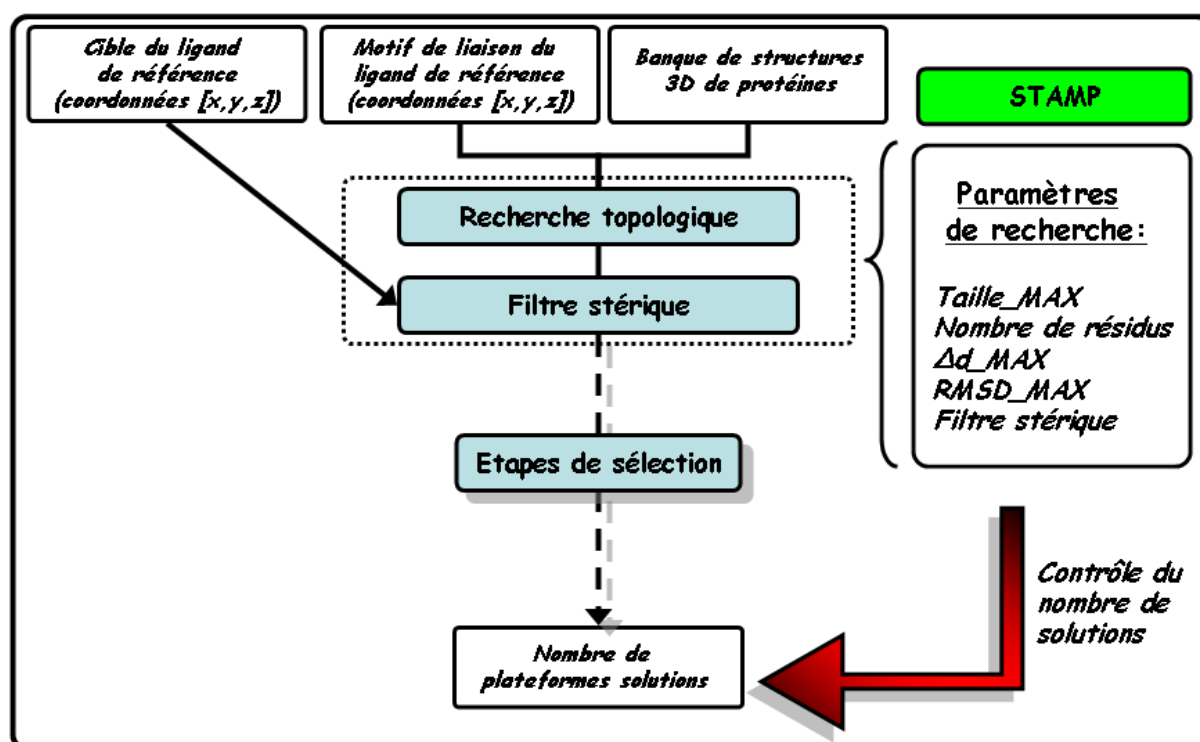 Cible du ligand
de référence
(coordonnées [x,y,z])
Motif de liaison du
ligand de référence
(coordonnées [x,y,z])
Banque de structures
3D de protéines
STAMP
Recherche topologique
Filtre stérique
Paramètres
de recherche:
Taille_MAX
Nombre de résidus
Δd_MAX
RMSD_MAX
Filtre stérique
Etapes de sélection
Contrôle du
nombre de
solutions
Nombre de
plateformes solutions